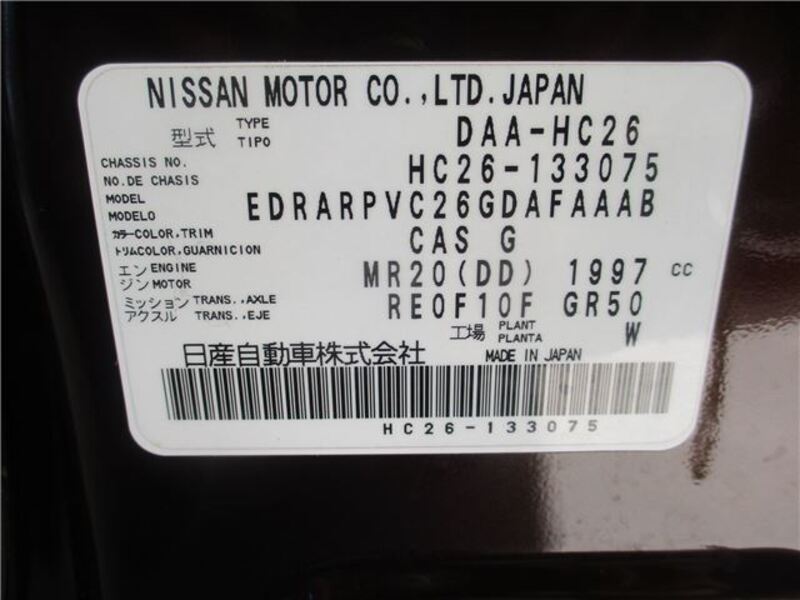 NISSAN MOTOR CO.,LTD.JAPAN
型式 TYPE TIPO DAA-HC26
CHASSIS NO. NO.DE CHASIS HC26-133075
MODEL MODELO EDRARPVC26GDAFAAAB
カラーCOLOR,TRIM トリムCOLOR,GUARNICION CAS G
エンジン ENGINE MOTOR MR20(DD) 1997 CC
ミッション TRANS.,AXLE アクスル TRANS.,EJE RE0F10F GR50
工場 PLANT PLANTA W
日産自動車株式会社 MADE IN JAPAN
HC26-133075